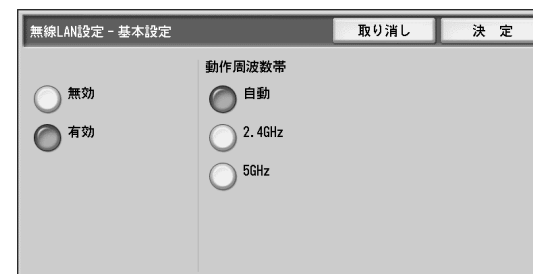 無線LAN設定 - 基本設定
取り消し
決 定
無効
有効
動作周波数帯
自動
2.4GHz
5GHz